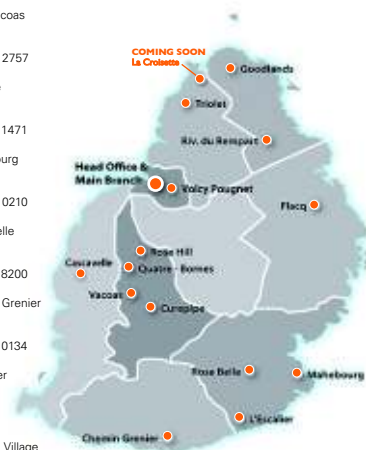 coas
2757
1471
ourg
0210
elle
8200
Grenier
0134
er
Village
COMING SOON
La Croisette
Goodlands
Triolet
Riv. du Rempart
Head Office &
Main Branch
Volcy Pougnet
Flacq
Rose Hill
Cascavelle
Quatre - Bornes
Vacoas
Curepipe
Rose Belle
Mahebourg
L'Escalier
Chemin Grenier